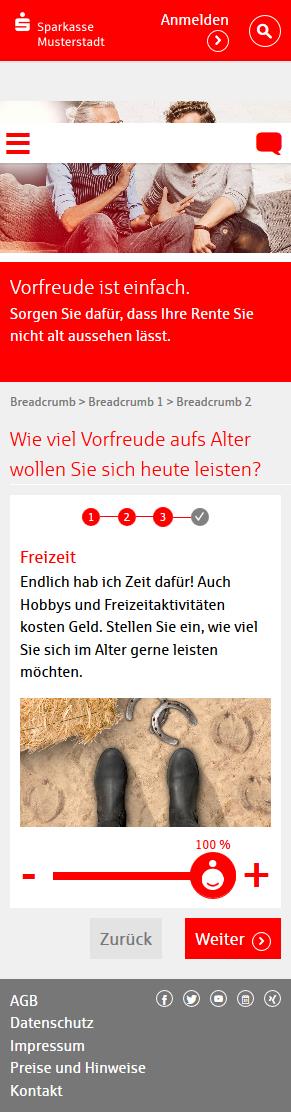 Sparkasse
Musterstadt
Anmelden
Vorfreude ist einfach.
Sorgen Sie dafür, dass Ihre Rente Sie
nicht alt aussehen lässt.
Breadcrumb > Breadcrumb 1 > Breadcrumb 2
Wie viel Vorfreude aufs Alter
wollen Sie sich heute leisten?
1 2 3
Freizeit
Endlich hab ich Zeit dafür! Auch
Hobbys und Freizeitaktivitäten
kosten Geld. Stellen Sie ein, wie viel
Sie sich im Alter gerne leisten
möchten.
100 %
- +
Zurück
Weiter
AGB
Datenschutz
Impressum
Preise und Hinweise
Kontakt